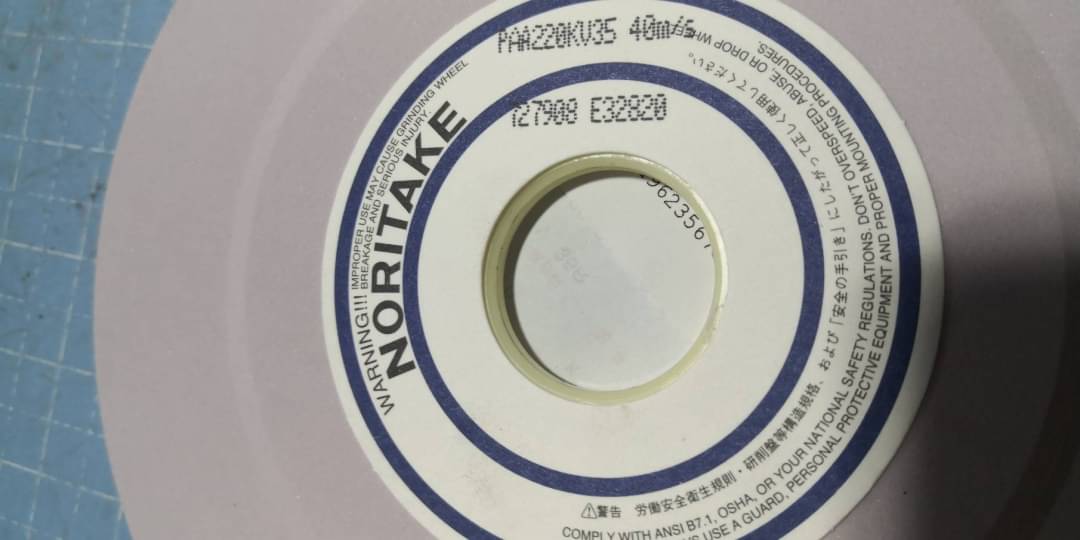 PAA220KV35 40m/s
27908 E32820
NORITAKE
WARNING!!! IMPROPER USE MAY CAUSE GRINDING WHEEL
BREAKAGE AND SERIOUS INJURY.
⚠警告 労働安全衛生規則・研削盤等構造規格、および「安全の手引き」にしたがって正しく使用してください。
COMPLY WITH ANSI B7.1, OSHA, OR YOUR NATIONAL SAFETY REGULATIONS. DON'T OVERSPEED, ABUSE, OR DROP WHEEL.
USE A GUARD, PERSONAL PROTECTIVE EQUIPMENT AND PROPER MOUNTING PROCEDURES.
962356